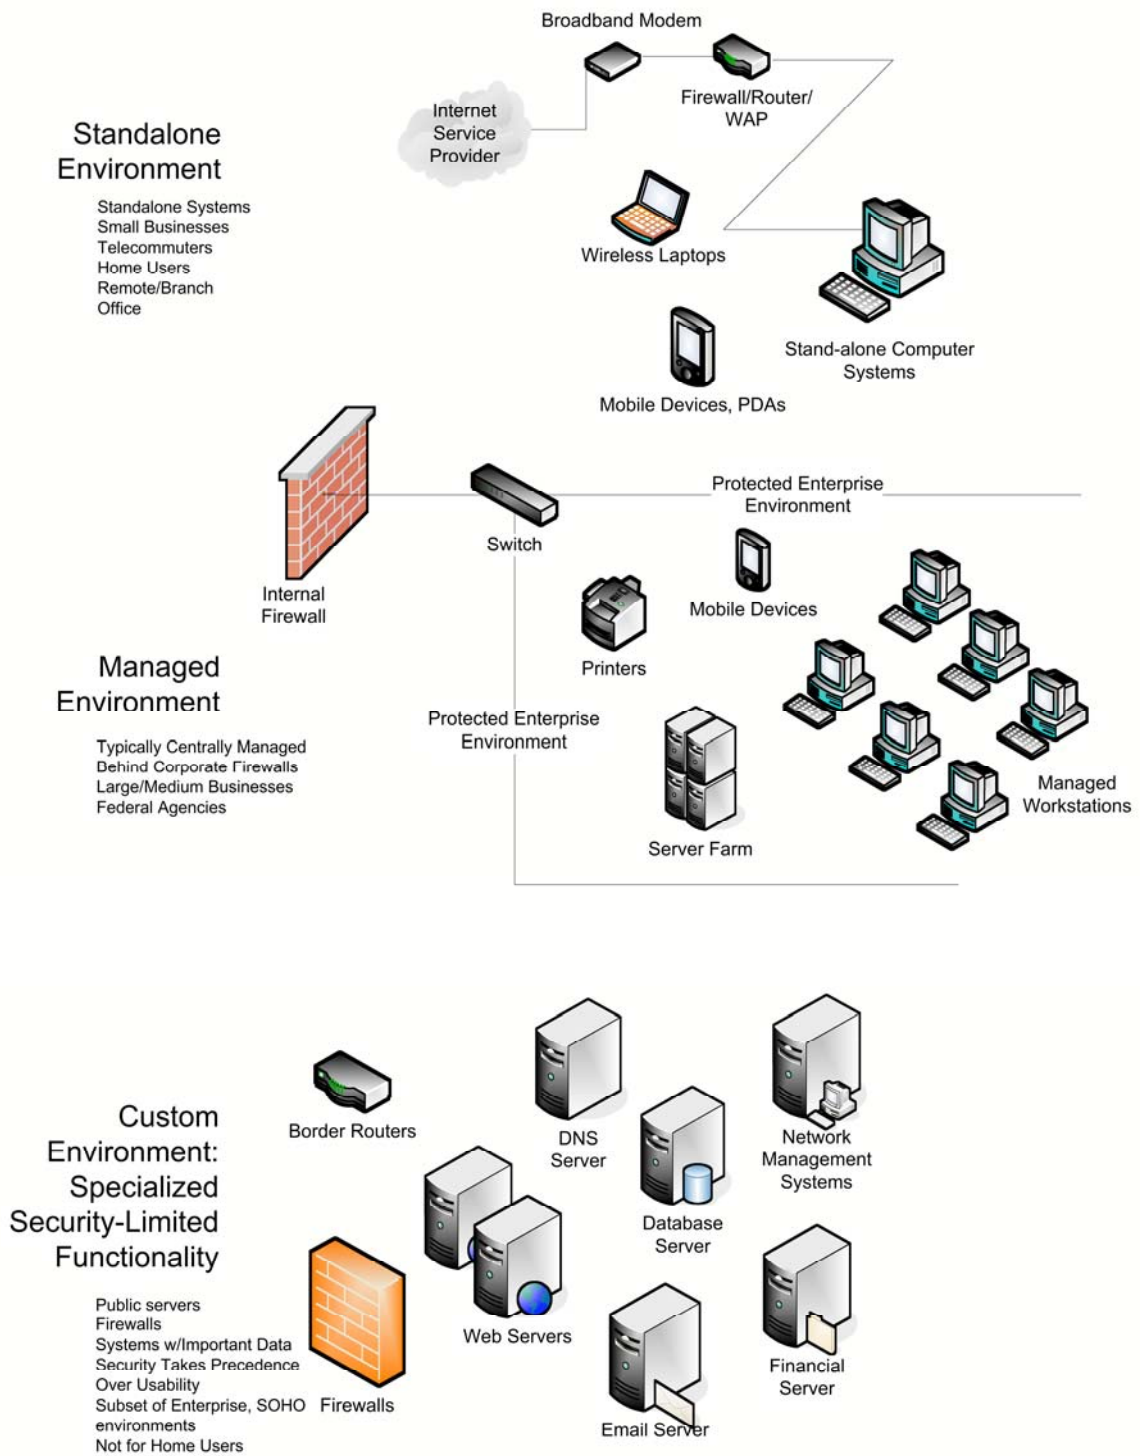 Broadband Modem
Firewall/Router/
WAP
Internet
Service
Provider
Standalone
Environment
Standalone Systems
Small Businesses
Telecommuters
Home Users
Remote/Branch
Office
Wireless Laptops
Stand-alone Computer
Systems
Mobile Devices, PDAs
Protected Enterprise
Environment
Switch
Internal
Firewall
Mobile Devices
Printers
Managed
Environment
Typically Centrally Managed
Behind Corporate Firewalls
Large/Medium Businesses
Federal Agencies
Protected Enterprise
Environment
Managed
Workstations
Server Farm
Border Routers
DNS
Server
Network
Management
Systems
Custom
Environment:
Specialized
Security-Limited
Functionality
Public servers
Firewalls
Systems w/Important Data
Security Takes Precedence
Over Usability
Subset of Enterprise, SOHO
environments
Not for Home Users
Database
Server
Web Servers
Firewalls
Email Server
Financial
Server